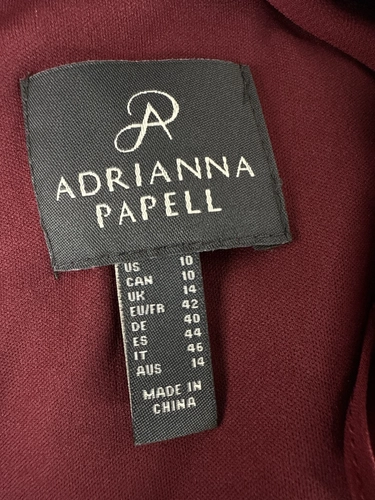 ADRIANNA
PAPELL
US 10
CAN 10
UK 14
EU/FR 42
DE 40
ES 44
IT 46
AUS 14
MADE IN
CHINA